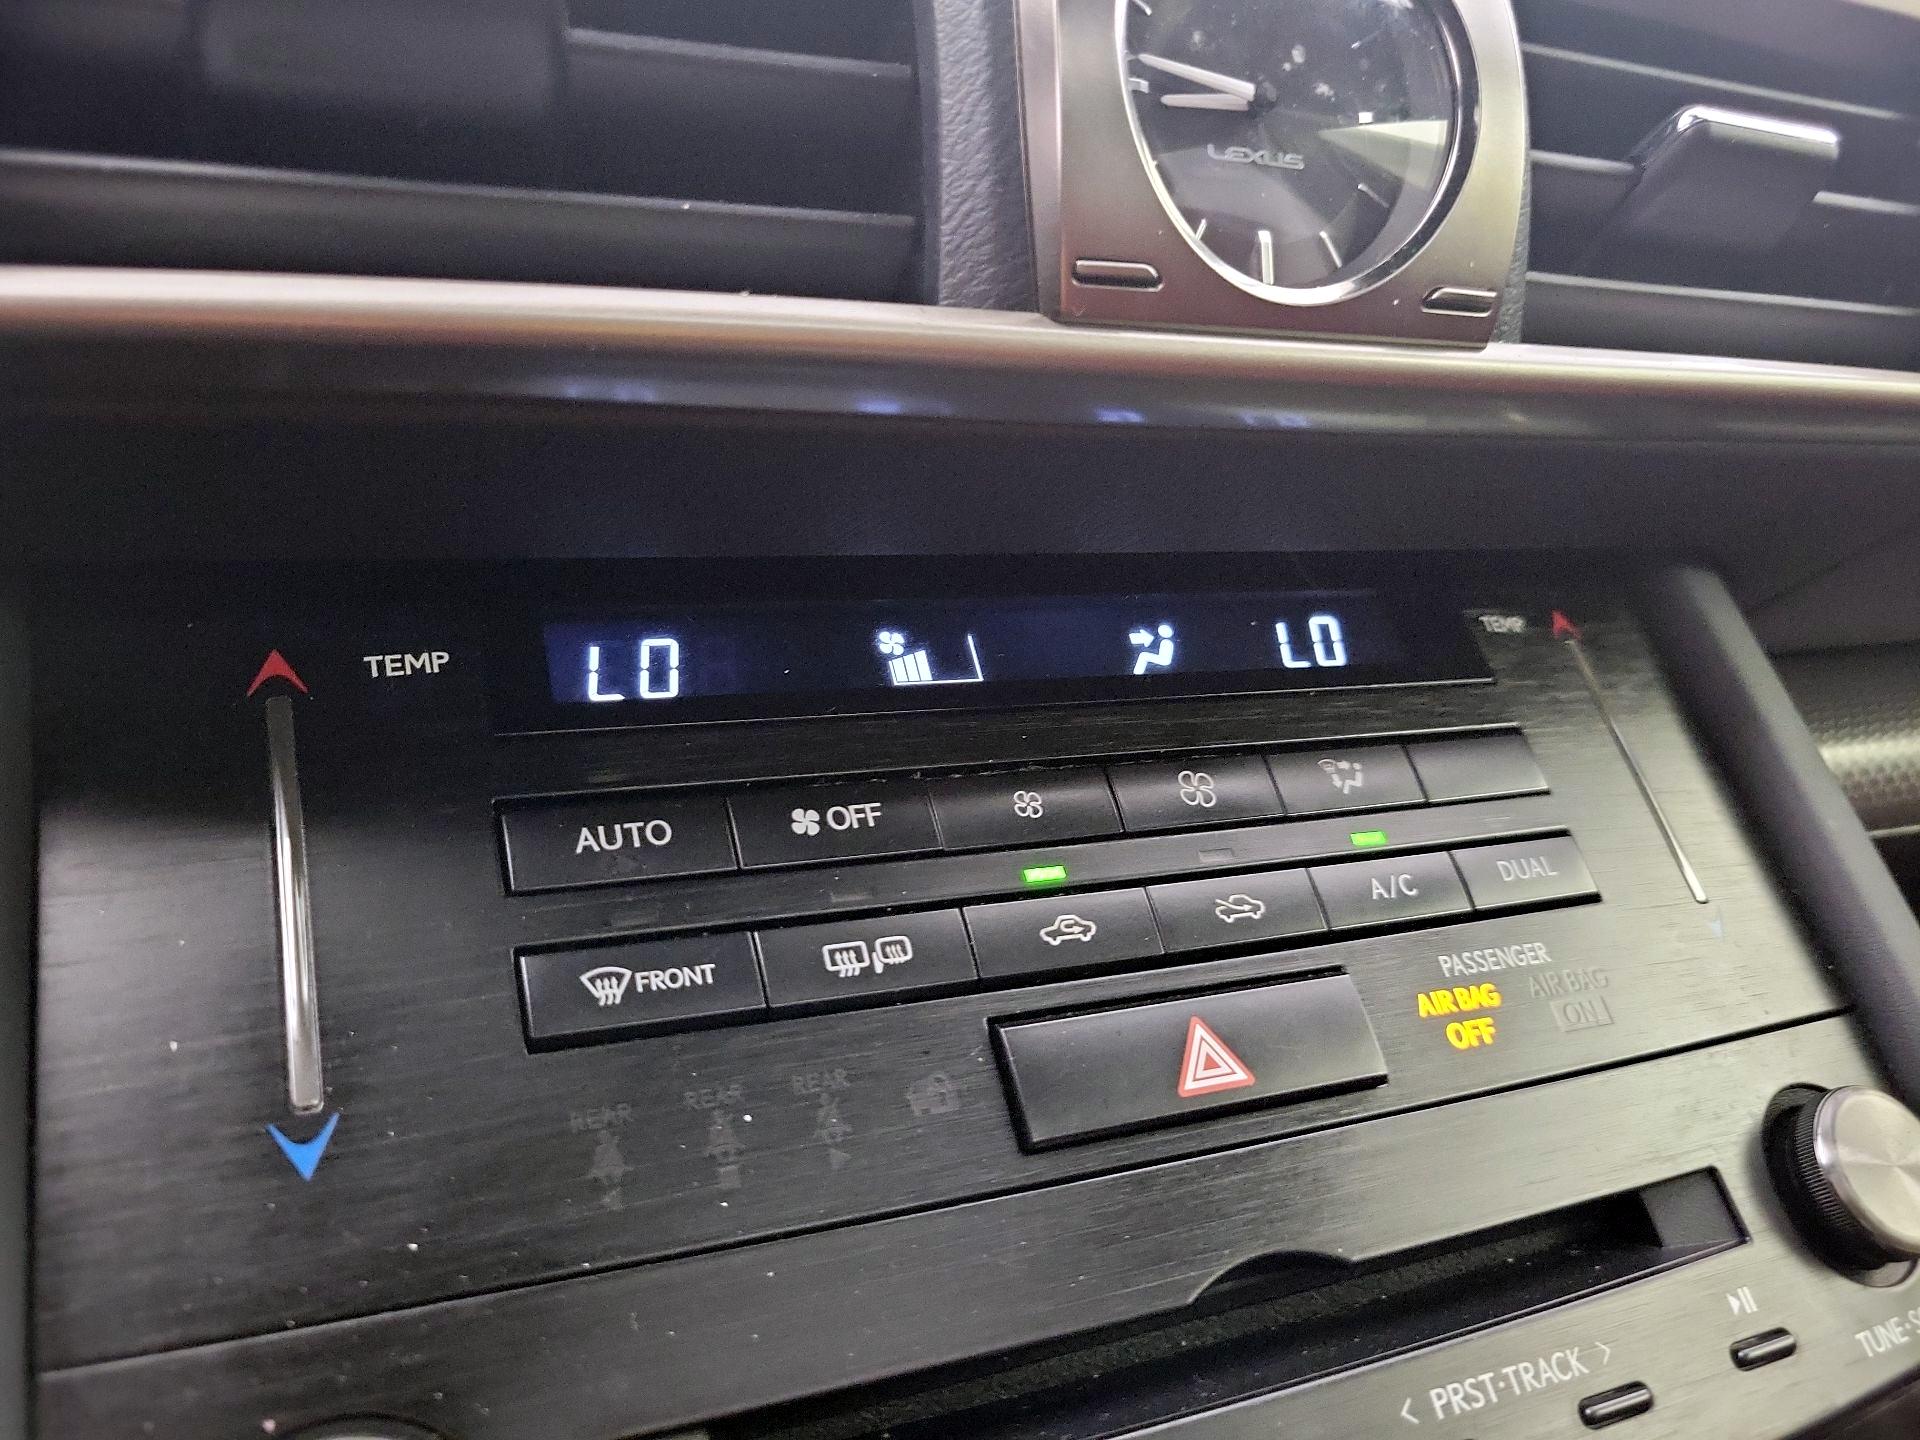 LEXUS
TEMP
LO
LO
TEMP
AUTO
OFF
A/C
DUAL
FRONT
PASSENGER
AIR BAG
OFF
AIR BAG
ON
REAR
REAR
REAR
< PRST·TRACK >
TUNE·S